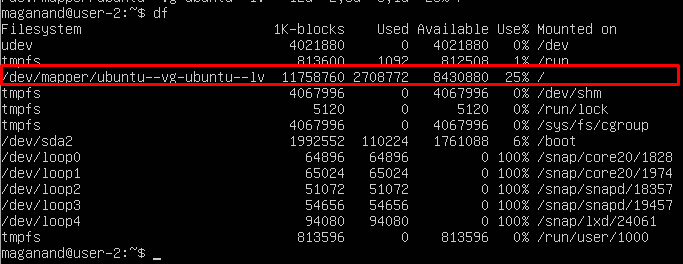 maganand@user-2:~$ df
Filesystem 1K-blocks Used Available Use% Mounted on
udev 4021880 0 4021880 0% /dev
tmpfs 813600 1092 812508 1% /run
/dev/mapper/ubuntu--vg-ubuntu--lv 11758760 2708772 8430880 25% /
tmpfs 4067996 0 4067996 0% /dev/shm
tmpfs 5120 0 5120 0% /run/lock
tmpfs 4067996 0 4067996 0% /sys/fs/cgroup
/dev/sda2 1992552 110224 1761088 6% /boot
/dev/loop0 64896 64896 0 100% /snap/core20/1828
/dev/loop1 65024 65024 0 100% /snap/core20/1974
/dev/loop2 51072 51072 0 100% /snap/snapd/18357
/dev/loop3 54656 54656 0 100% /snap/snapd/19457
/dev/loop4 94080 94080 0 100% /snap/lxd/24061
tmpfs 813596 0 813596 0% /run/user/1000
maganand@user-2:~$ _